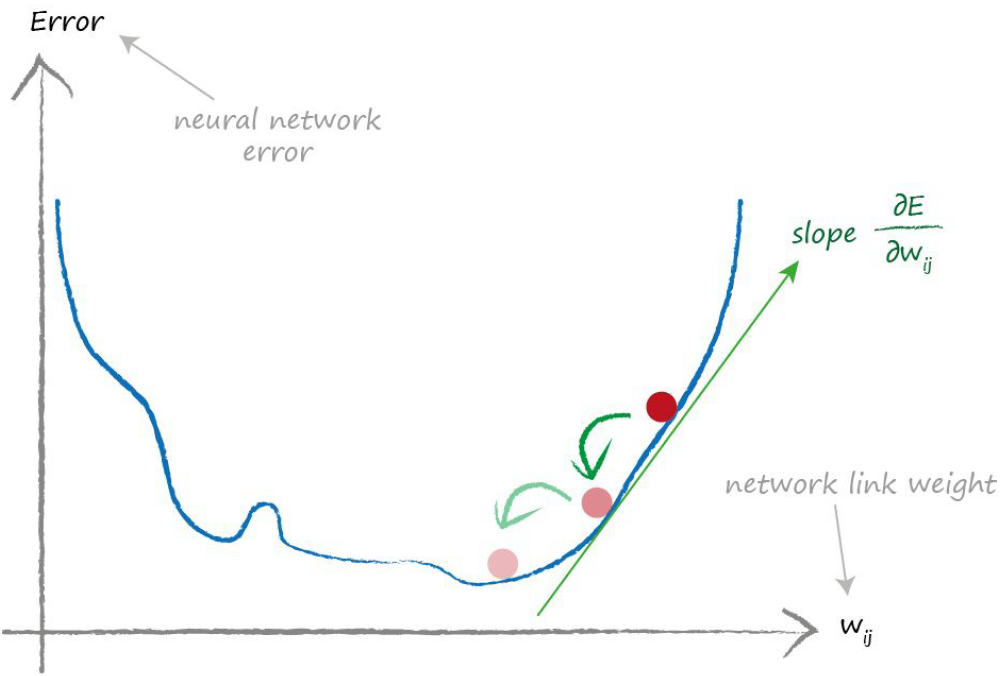 Error
neural network
error
slope ∂E
∂w_ij
network link weight
w_ij